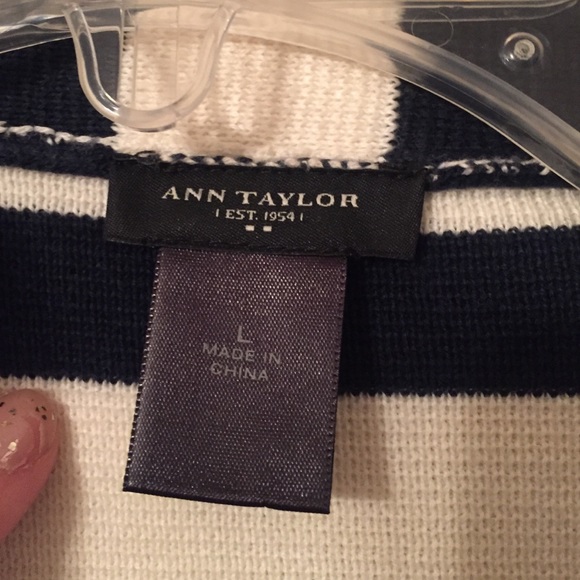 ANN TAYLOR
| EST. 1954 |
L
MADE IN
CHINA